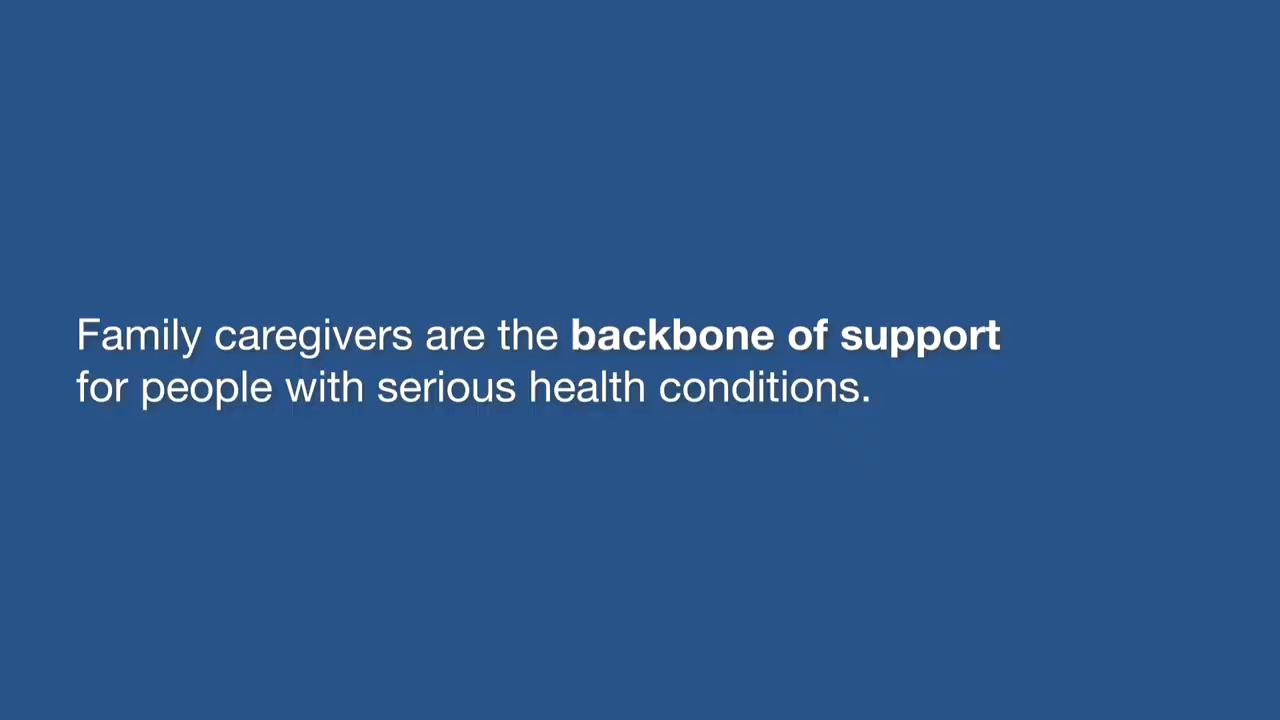 Family caregivers are the backbone of support
for people with serious health conditions.